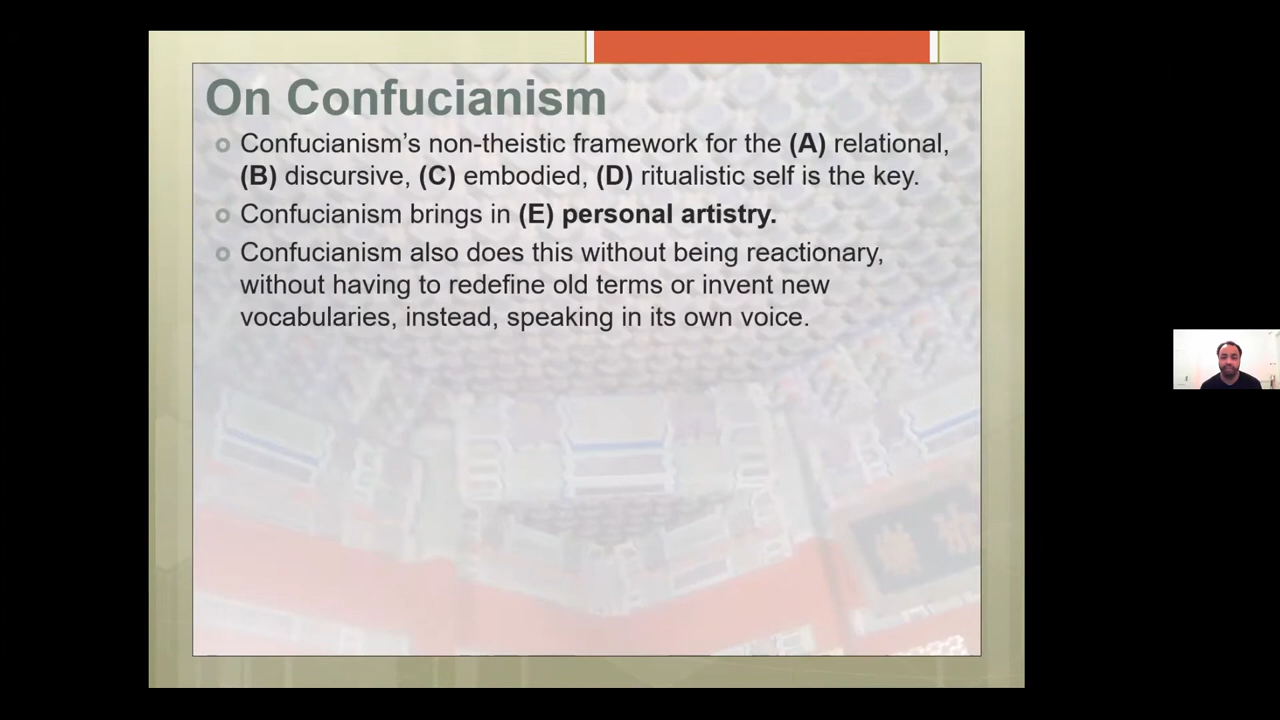 On Confucianism
Confucianism’s non-theistic framework for the (A) relational,
(B) discursive, (C) embodied, (D) ritualistic self is the key.
Confucianism brings in (E) personal artistry.
Confucianism also does this without being reactionary,
without having to redefine old terms or invent new
vocabularies, instead, speaking in its own voice.